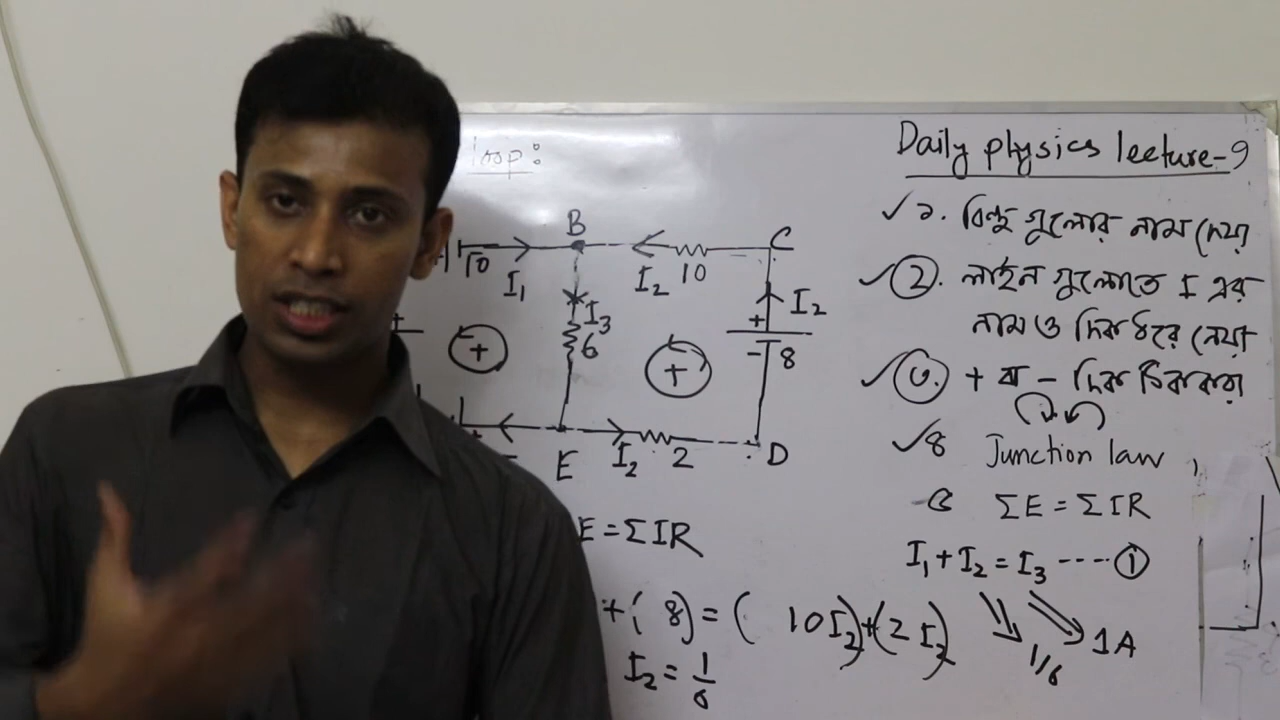 loop:
Daily physics lecture-9
১. বিন্দু গুলোর নাম দেয়া
২. লাইন গুলোতে I এর
নাম ও দিক ধরে নেয়া
৩. + বা - দিক ঠিক করা
৪ Junction law
৫ ΣE = ΣIR
I₁ + I₂ = I₃ ---- ①
1/6
1A
B
C
10
I₁
I₂
10
I₂
I₃
6
+
+
+
-
8
E
I₂
2
D
E = ΣIR
+( 8) = ( 10I₂)+(2 I₂)
I₂ = 1/6